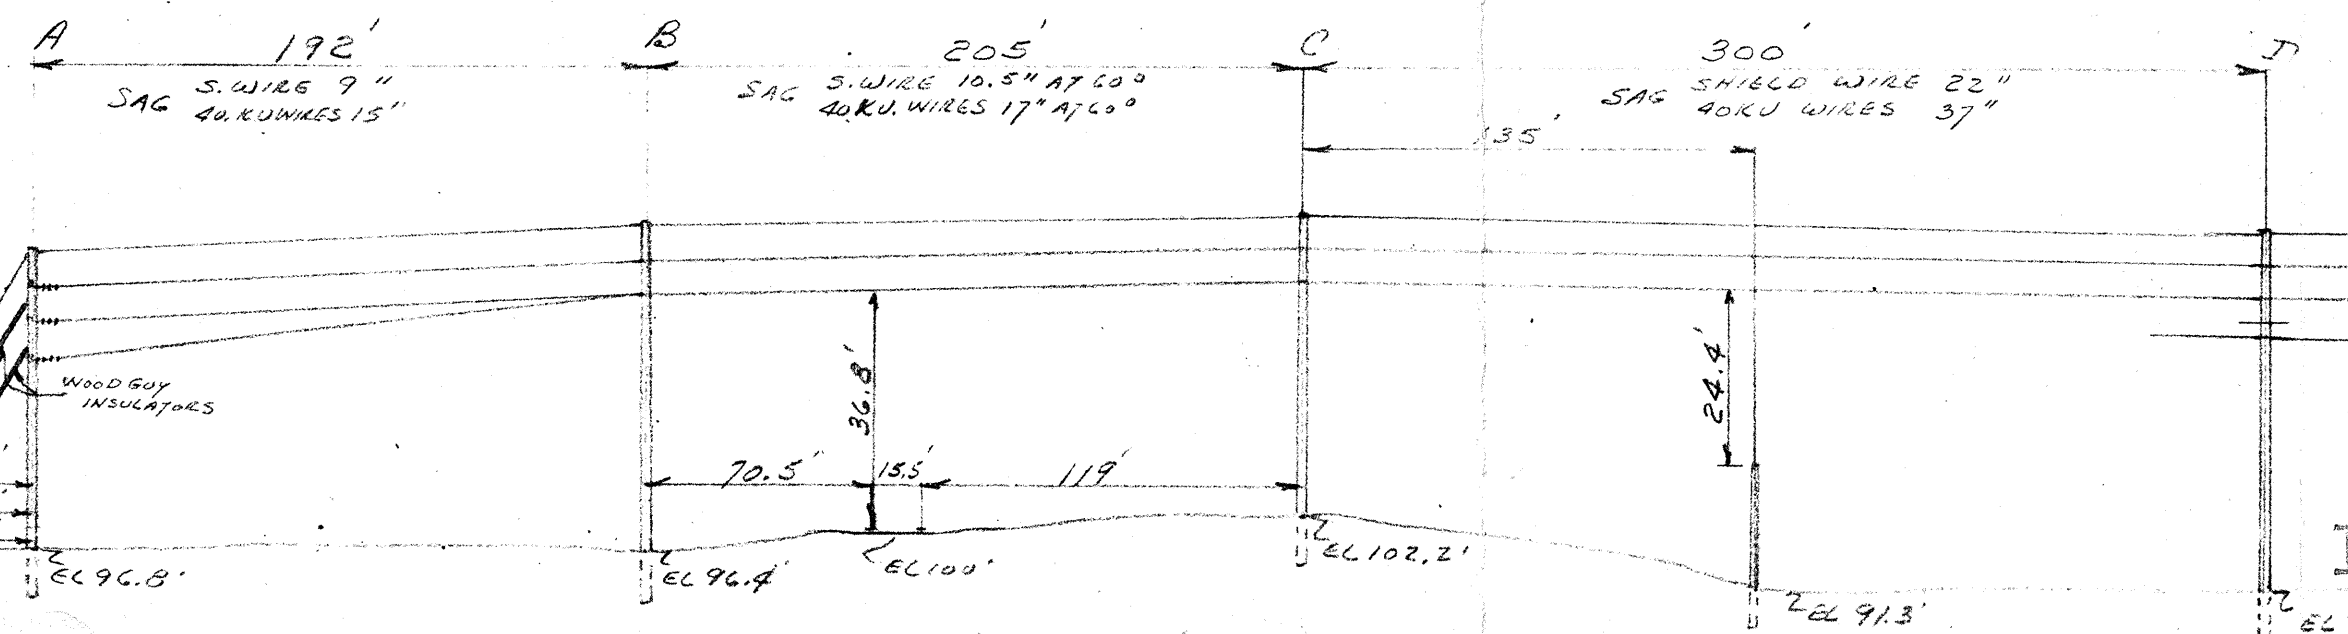 A
192'
B
205'
C
300'
D
SAG
S. WIRE 9"
40. KV WIRES 15"
SAG
S. WIRE 10.5" AT 60°
40 KV. WIRES 17" AT 60°
SAG
SHIELD WIRE 22"
40KV WIRES 37"
135'
36.8'
24.4'
WOOD GUY
INSULATORS
70.5'
15.5'
119'
EL 96.8'
EL 96.4'
EL 100'
EL 102.2'
EL 91.3'
EL